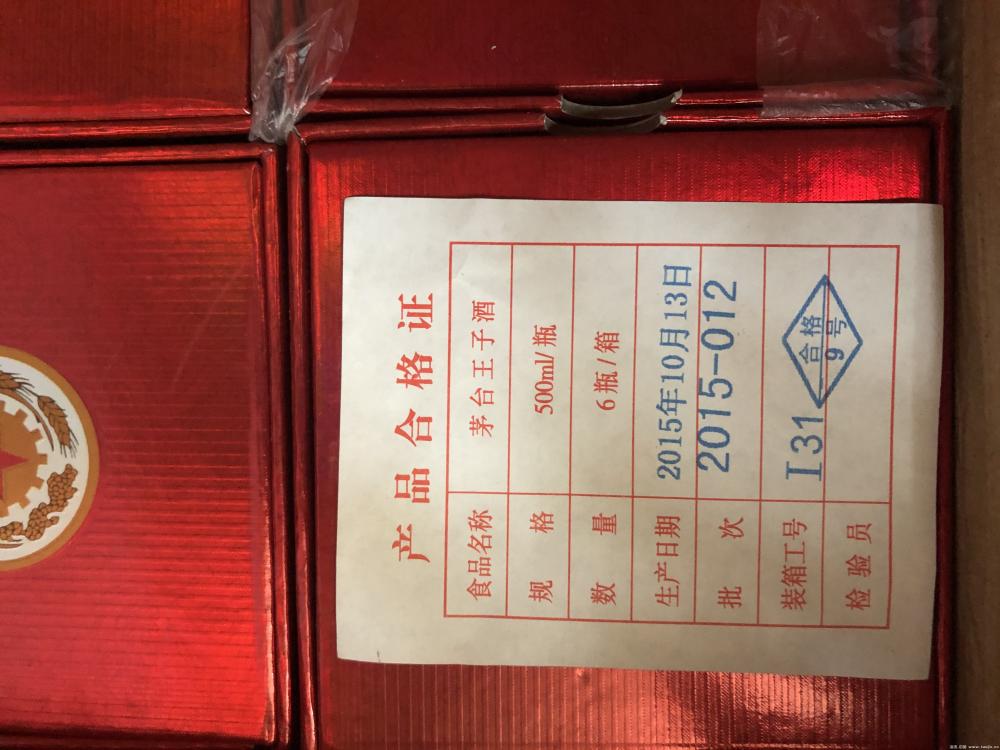 产品合格证
食品名称 茅台王子酒
规格 500ml/瓶
数量 6瓶/箱
生产日期 2015年10月13日
批次 2015-012
装箱工号 I31
检验员 合格
9号